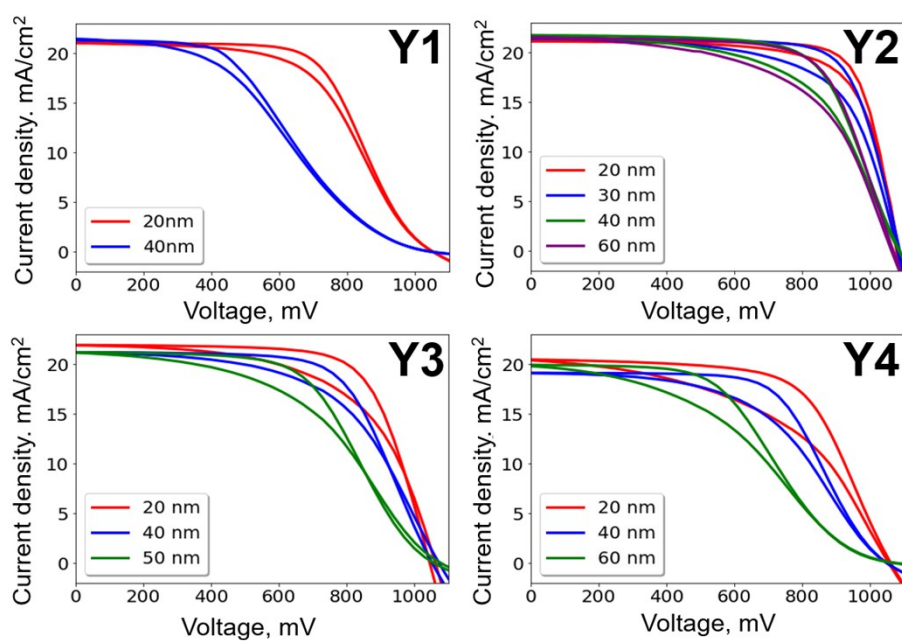 Y1
Current density. mA/cm²
20
15
10
5
0
20nm
40nm
0 200 400 600 800 1000
Voltage, mV
Y2
Current density. mA/cm²
20
15
10
5
0
20 nm
30 nm
40 nm
60 nm
0 200 400 600 800 1000
Voltage, mV
Y3
Current density. mA/cm²
20
15
10
5
0
20 nm
40 nm
50 nm
0 200 400 600 800 1000
Voltage, mV
Y4
Current density. mA/cm²
20
15
10
5
0
20 nm
40 nm
60 nm
0 200 400 600 800 1000
Voltage, mV